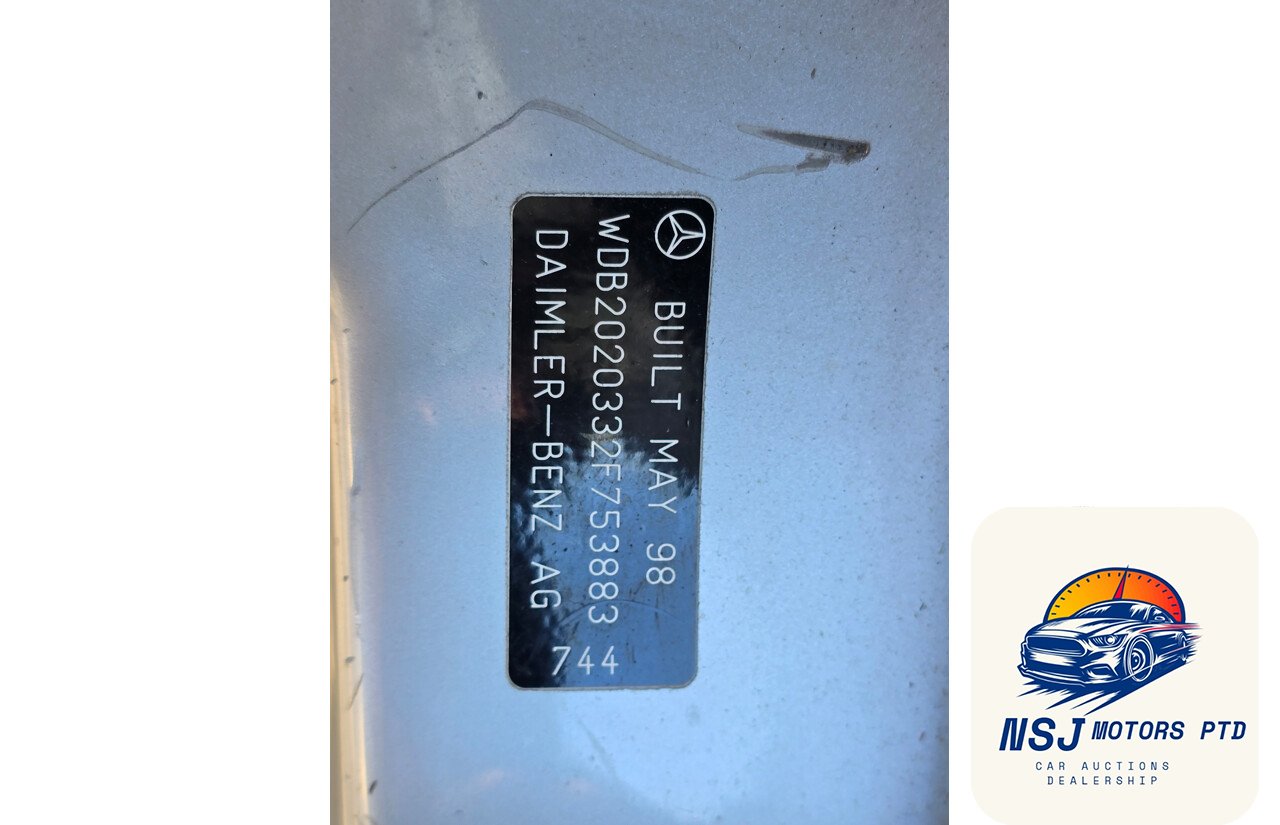 BUILT MAY 98
WDB2020332F753883
DAIMLER-BENZ AG
744
NSJ MOTORS PTD
CAR AUCTIONS
DEALERSHIP